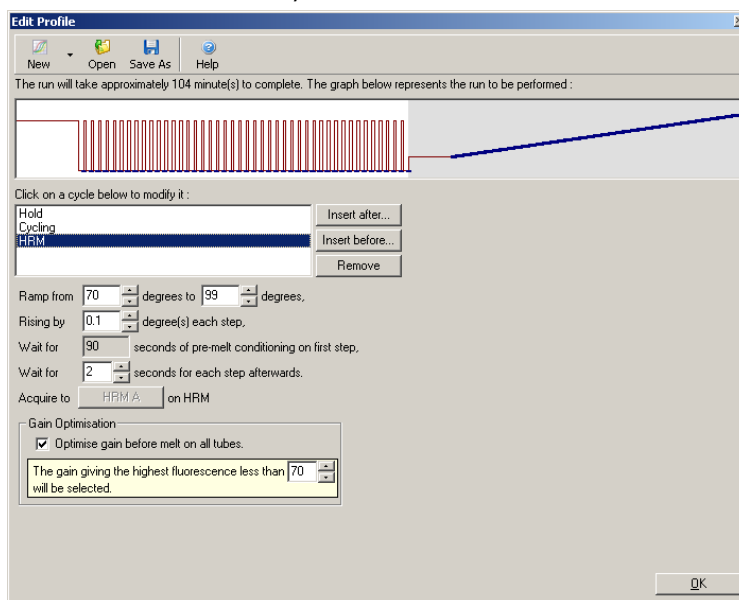 Edit Profile
New Open Save As Help
The run will take approximately 104 minute(s) to complete. The graph below represents the run to be performed :
Click on a cycle below to modify it :
Hold
Cycling
HRM
Insert after...
Insert before...
Remove
Ramp from 70 degrees to 99 degrees,
Rising by 0.1 degree(s) each step,
Wait for 90 seconds of pre-melt conditioning on first step,
Wait for 2 seconds for each step afterwards.
Acquire to HRM A on HRM
Gain Optimisation
Optimise gain before melt on all tubes.
The gain giving the highest fluorescence less than 70
will be selected.
OK